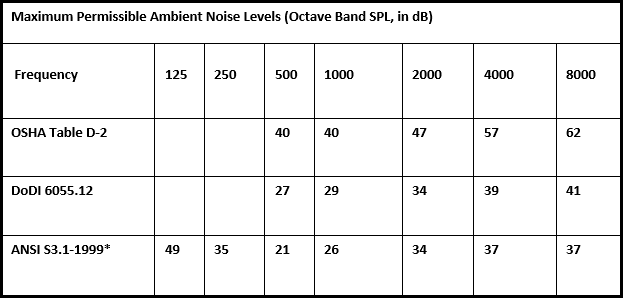 Maximum Permissible Ambient Noise Levels (Octave Band SPL, in dB)
Frequency 125 250 500 1000 2000 4000 8000
OSHA Table D-2 40 40 47 57 62
DoDI 6055.12 27 29 34 39 41
ANSI S3.1-1999* 49 35 21 26 34 37 37